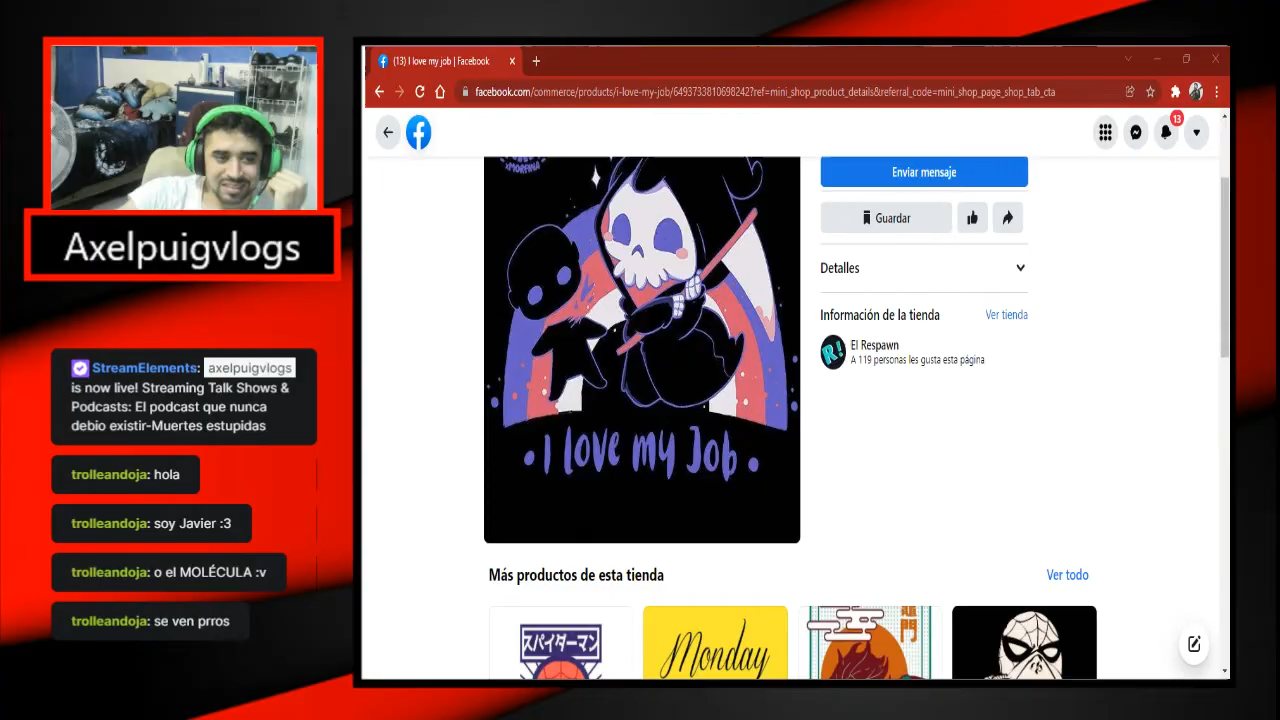 Axelpuigvlogs
StreamElements: axelpuigvlogs
is now live! Streaming Talk Shows &
Podcasts: El podcast que nunca
debio existir-Muertes estupidas
trolleandoja: hola
trolleandoja: soy Javier :3
trolleandoja: o el MOLÉCULA :v
trolleandoja: se ven prros
(13) I love my job | Facebook
facebook.com/commerce/products/i-love-my-job/6493733810698242?ref=mini_shop_product_details&referral_code=mini_shop_page_shop_tab_cta
13
XMORFINA
• I love my Job •
Enviar mensaje
Guardar
Detalles
Información de la tienda
Ver tienda
R!
El Respawn
A 119 personas les gusta esta página
Más productos de esta tienda
Ver todo
スパイダーマン
Monday
門